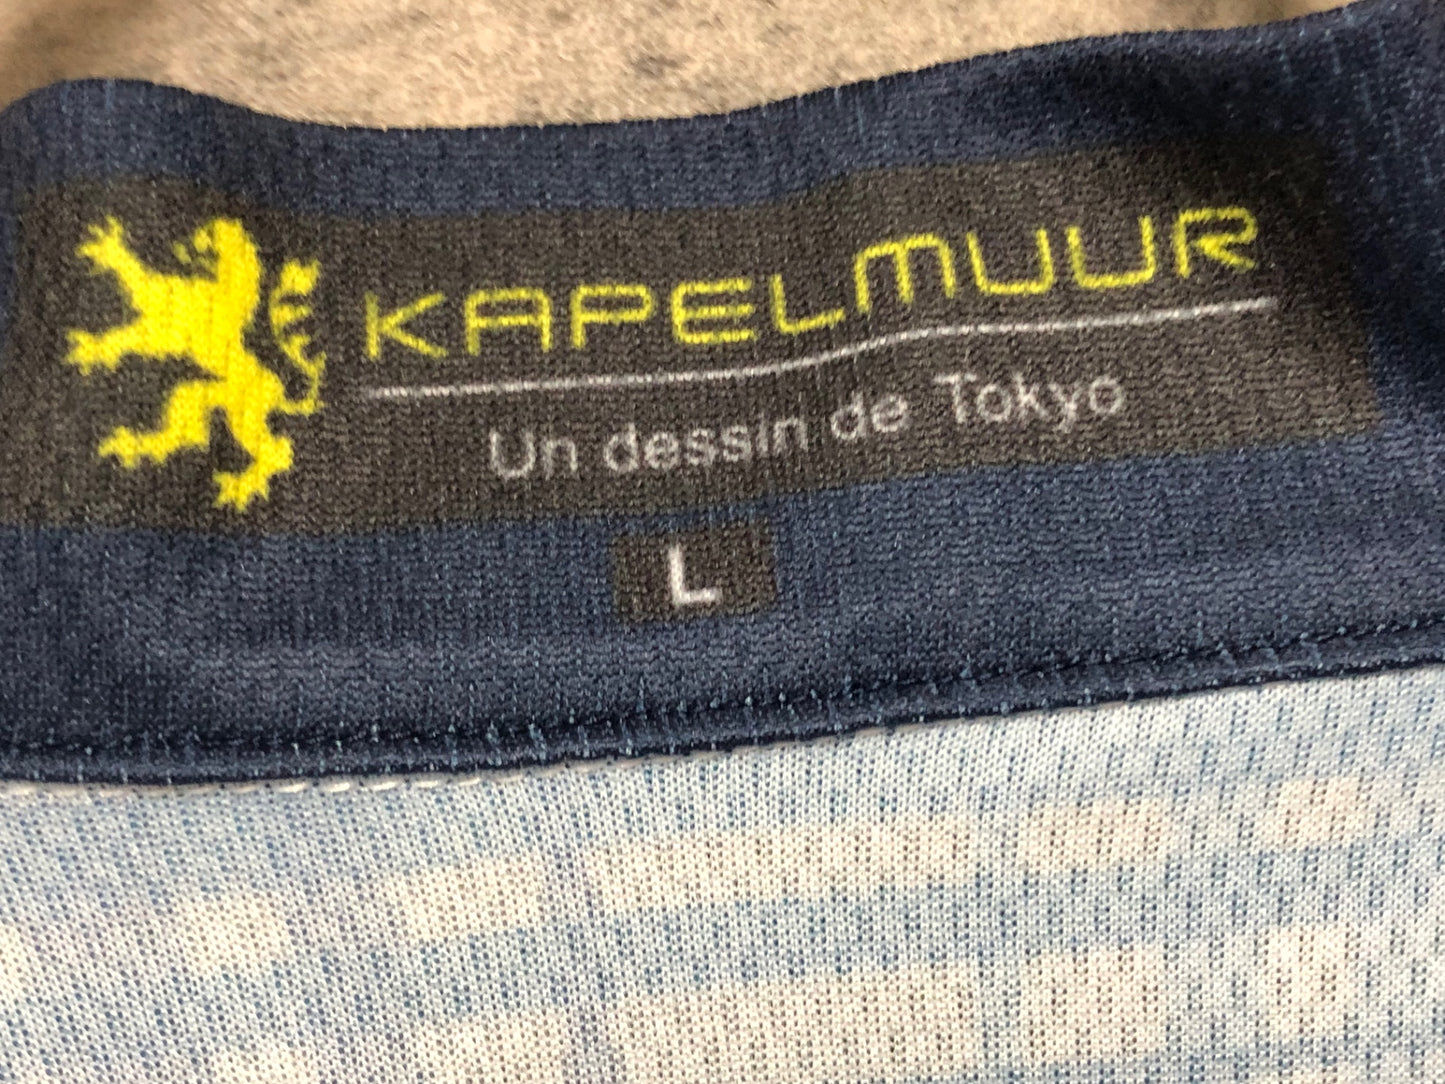 KAPELMUUR
Un dessin de Tokyo
L